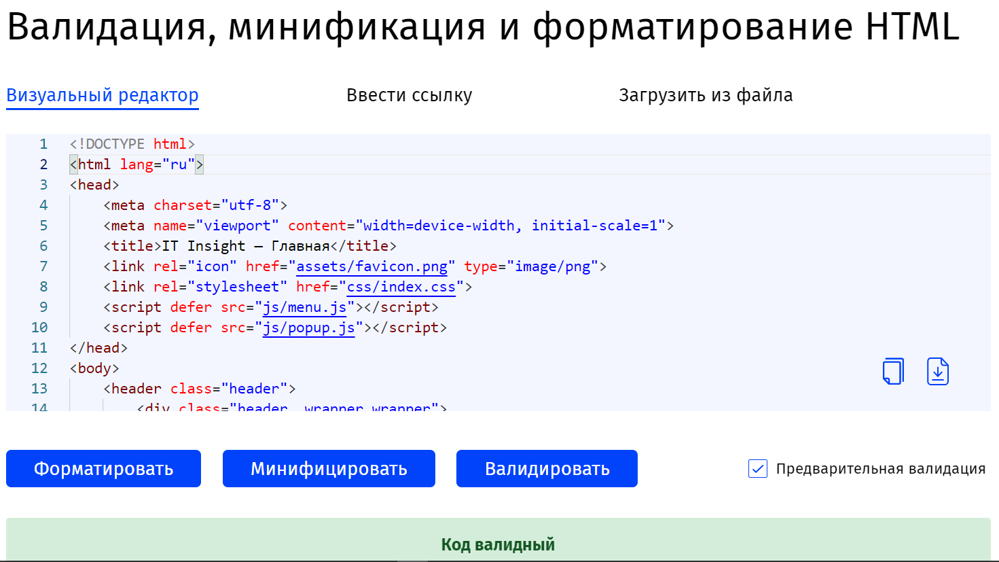 Валидация, минификация и форматирование HTML
Визуальный редактор
Ввести ссылку
Загрузить из файла
1 <!DOCTYPE html>
2 <html lang="ru">
3 <head>
4 <meta charset="utf-8">
5 <meta name="viewport" content="width=device-width, initial-scale=1">
6 <title>IT Insight – Главная</title>
7 <link rel="icon" href="assets/favicon.png" type="image/png">
8 <link rel="stylesheet" href="css/index.css">
9 <script defer src="js/menu.js"></script>
10 <script defer src="js/popup.js"></script>
11 </head>
12 <body>
13 <header class="header">
14 <div class="header__wrapper wrapper">
Форматировать
Минифицировать
Валидировать
Предварительная валидация
Код валидный